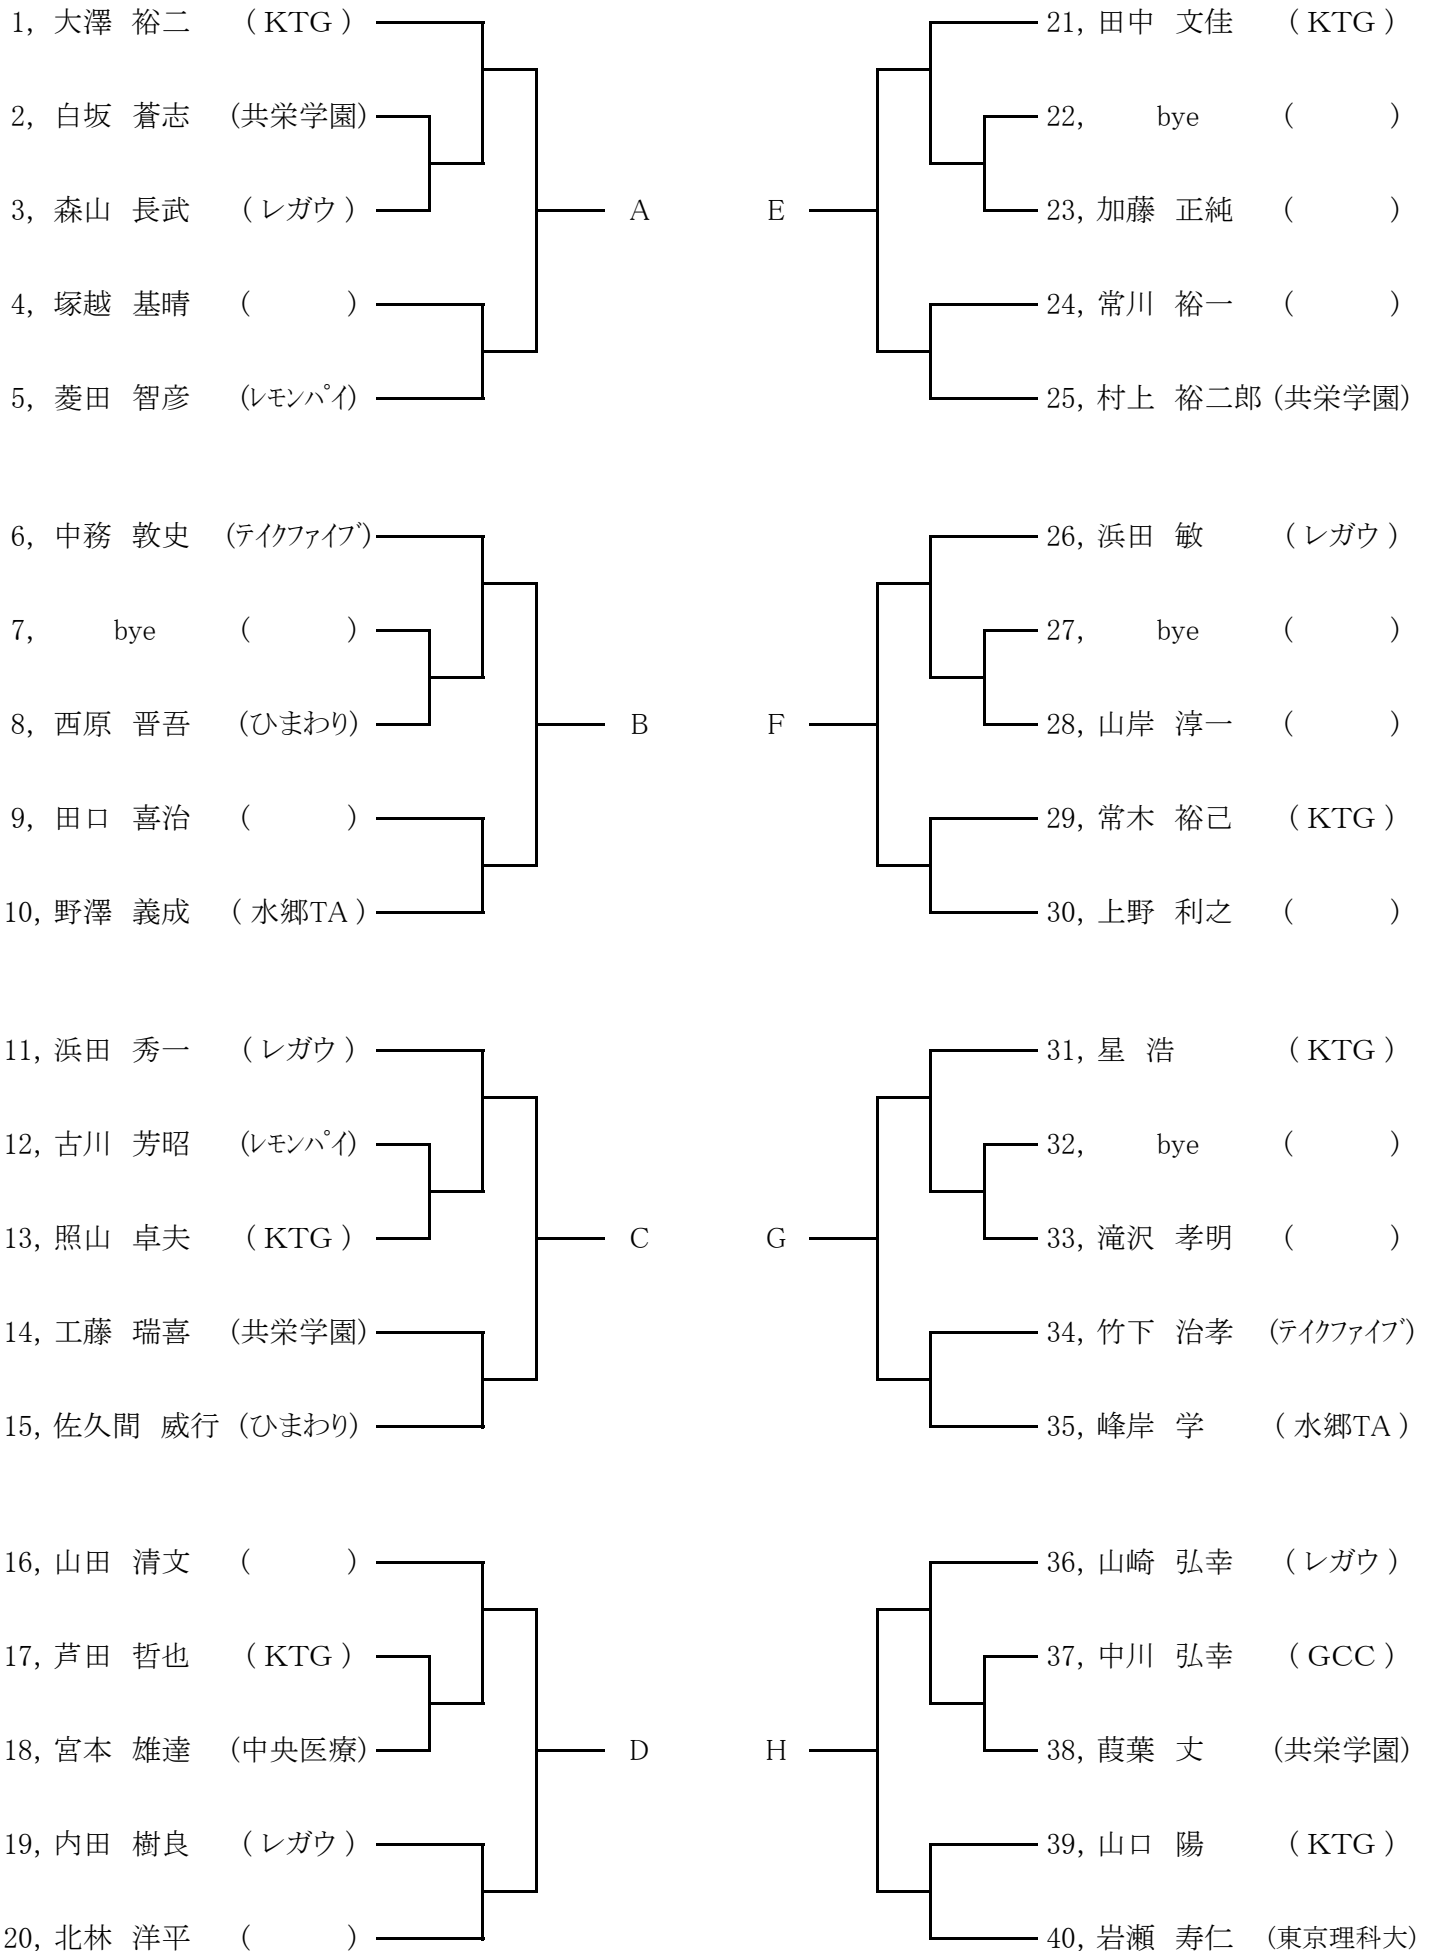 1, 大澤 裕二 ( KTG )
2, 白坂 蒼志 (共栄学園)
3, 森山 長武 ( レガウ )
A
4, 塚越 基晴 ( )
5, 菱田 智彦 (ﾚﾓﾝﾊﾟｲ)
6, 中務 敦史 (ﾃｲｸﾌｧｲﾌﾞ)
7, bye ( )
8, 西原 晋吾 (ひまわり)
B
9, 田口 喜治 ( )
10, 野澤 義成 ( 水郷TA )
11, 浜田 秀一 ( レガウ )
12, 古川 芳昭 (ﾚﾓﾝﾊﾟｲ)
13, 照山 卓夫 ( KTG )
C
14, 工藤 瑞喜 (共栄学園)
15, 佐久間 威行 (ひまわり)
16, 山田 清文 ( )
17, 芦田 哲也 ( KTG )
18, 宮本 雄達 (中央医療)
D
19, 内田 樹良 ( レガウ )
20, 北林 洋平 ( )
21, 田中 文佳 ( KTG )
22, bye ( )
E
23, 加藤 正純 ( )
24, 常川 裕一 ( )
25, 村上 裕二郎 (共栄学園)
26, 浜田 敏 ( レガウ )
27, bye ( )
F
28, 山岸 淳一 ( )
29, 常木 裕己 ( KTG )
30, 上野 利之 ( )
31, 星 浩 ( KTG )
32, bye ( )
G
33, 滝沢 孝明 ( )
34, 竹下 治孝 (ﾃｲｸﾌｧｲﾌﾞ)
35, 峰岸 学 ( 水郷TA )
36, 山崎 弘幸 ( レガウ )
37, 中川 弘幸 ( GCC )
H
38, 葭葉 丈 (共栄学園)
39, 山口 陽 ( KTG )
40, 岩瀬 寿仁 (東京理科大)